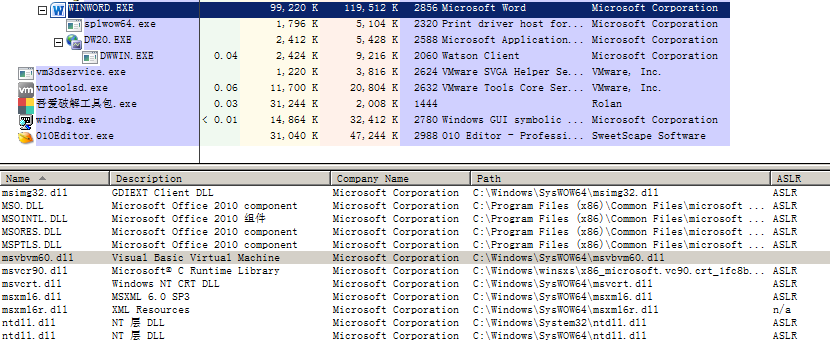 WINWORD.EXE 99,220 K 119,512 K 2856 Microsoft Word Microsoft Corporation
splwow64.exe 1,796 K 5,104 K 2320 Print driver host for... Microsoft Corporation
DW20.EXE 2,412 K 5,428 K 2588 Microsoft Application... Microsoft Corporation
DWWIN.EXE 0.04 2,424 K 9,216 K 2060 Watson Client Microsoft Corporation
vm3dservice.exe 1,220 K 3,816 K 2624 VMware SVGA Helper Se... VMware, Inc.
vmtoolsd.exe 0.06 11,700 K 20,804 K 2632 VMware Tools Core Ser... VMware, Inc.
吾爱破解工具包.exe 0.03 31,244 K 2,008 K 1444 Rolan
windbg.exe < 0.01 14,864 K 32,412 K 2780 Windows GUI symbolic ... Microsoft Corporation
010Editor.exe 31,040 K 47,244 K 2988 010 Editor - Professi... SweetScape Software
Name Description Company Name Path ASLR
msimg32.dll GDIEXT Client DLL Microsoft Corporation C:\Windows\SysWOW64\msimg32.dll ASLR
MSO.DLL Microsoft Office 2010 component Microsoft Corporation C:\Program Files (x86)\Common Files\microsoft ... ASLR
MSOINTL.DLL Microsoft Office 2010 组件 Microsoft Corporation C:\Program Files (x86)\Common Files\microsoft ... ASLR
MSORES.DLL Microsoft Office 2010 component Microsoft Corporation C:\Program Files (x86)\Common Files\microsoft ... ASLR
MSPTLS.DLL Microsoft Office 2010 component Microsoft Corporation C:\Program Files (x86)\Common Files\microsoft ... ASLR
msvbvm60.dll Visual Basic Virtual Machine Microsoft Corporation C:\Windows\SysWOW64\msvbvm60.dll ASLR
msvcr90.dll Microsoft® C Runtime Library Microsoft Corporation C:\Windows\winsxs\x86_microsoft.vc90.crt_1fc8b... ASLR
msvcrt.dll Windows NT CRT DLL Microsoft Corporation C:\Windows\SysWOW64\msvcrt.dll ASLR
msxml6.dll MSXML 6.0 SP3 Microsoft Corporation C:\Windows\SysWOW64\msxml6.dll ASLR
msxml6r.dll XML Resources Microsoft Corporation C:\Windows\SysWOW64\msxml6r.dll n/a
ntdll.dll NT 层 DLL Microsoft Corporation C:\Windows\System32\ntdll.dll ASLR
ntdll.dll NT 层 DLL Microsoft Corporation C:\Windows\SysWOW64\ntdll.dll ASLR